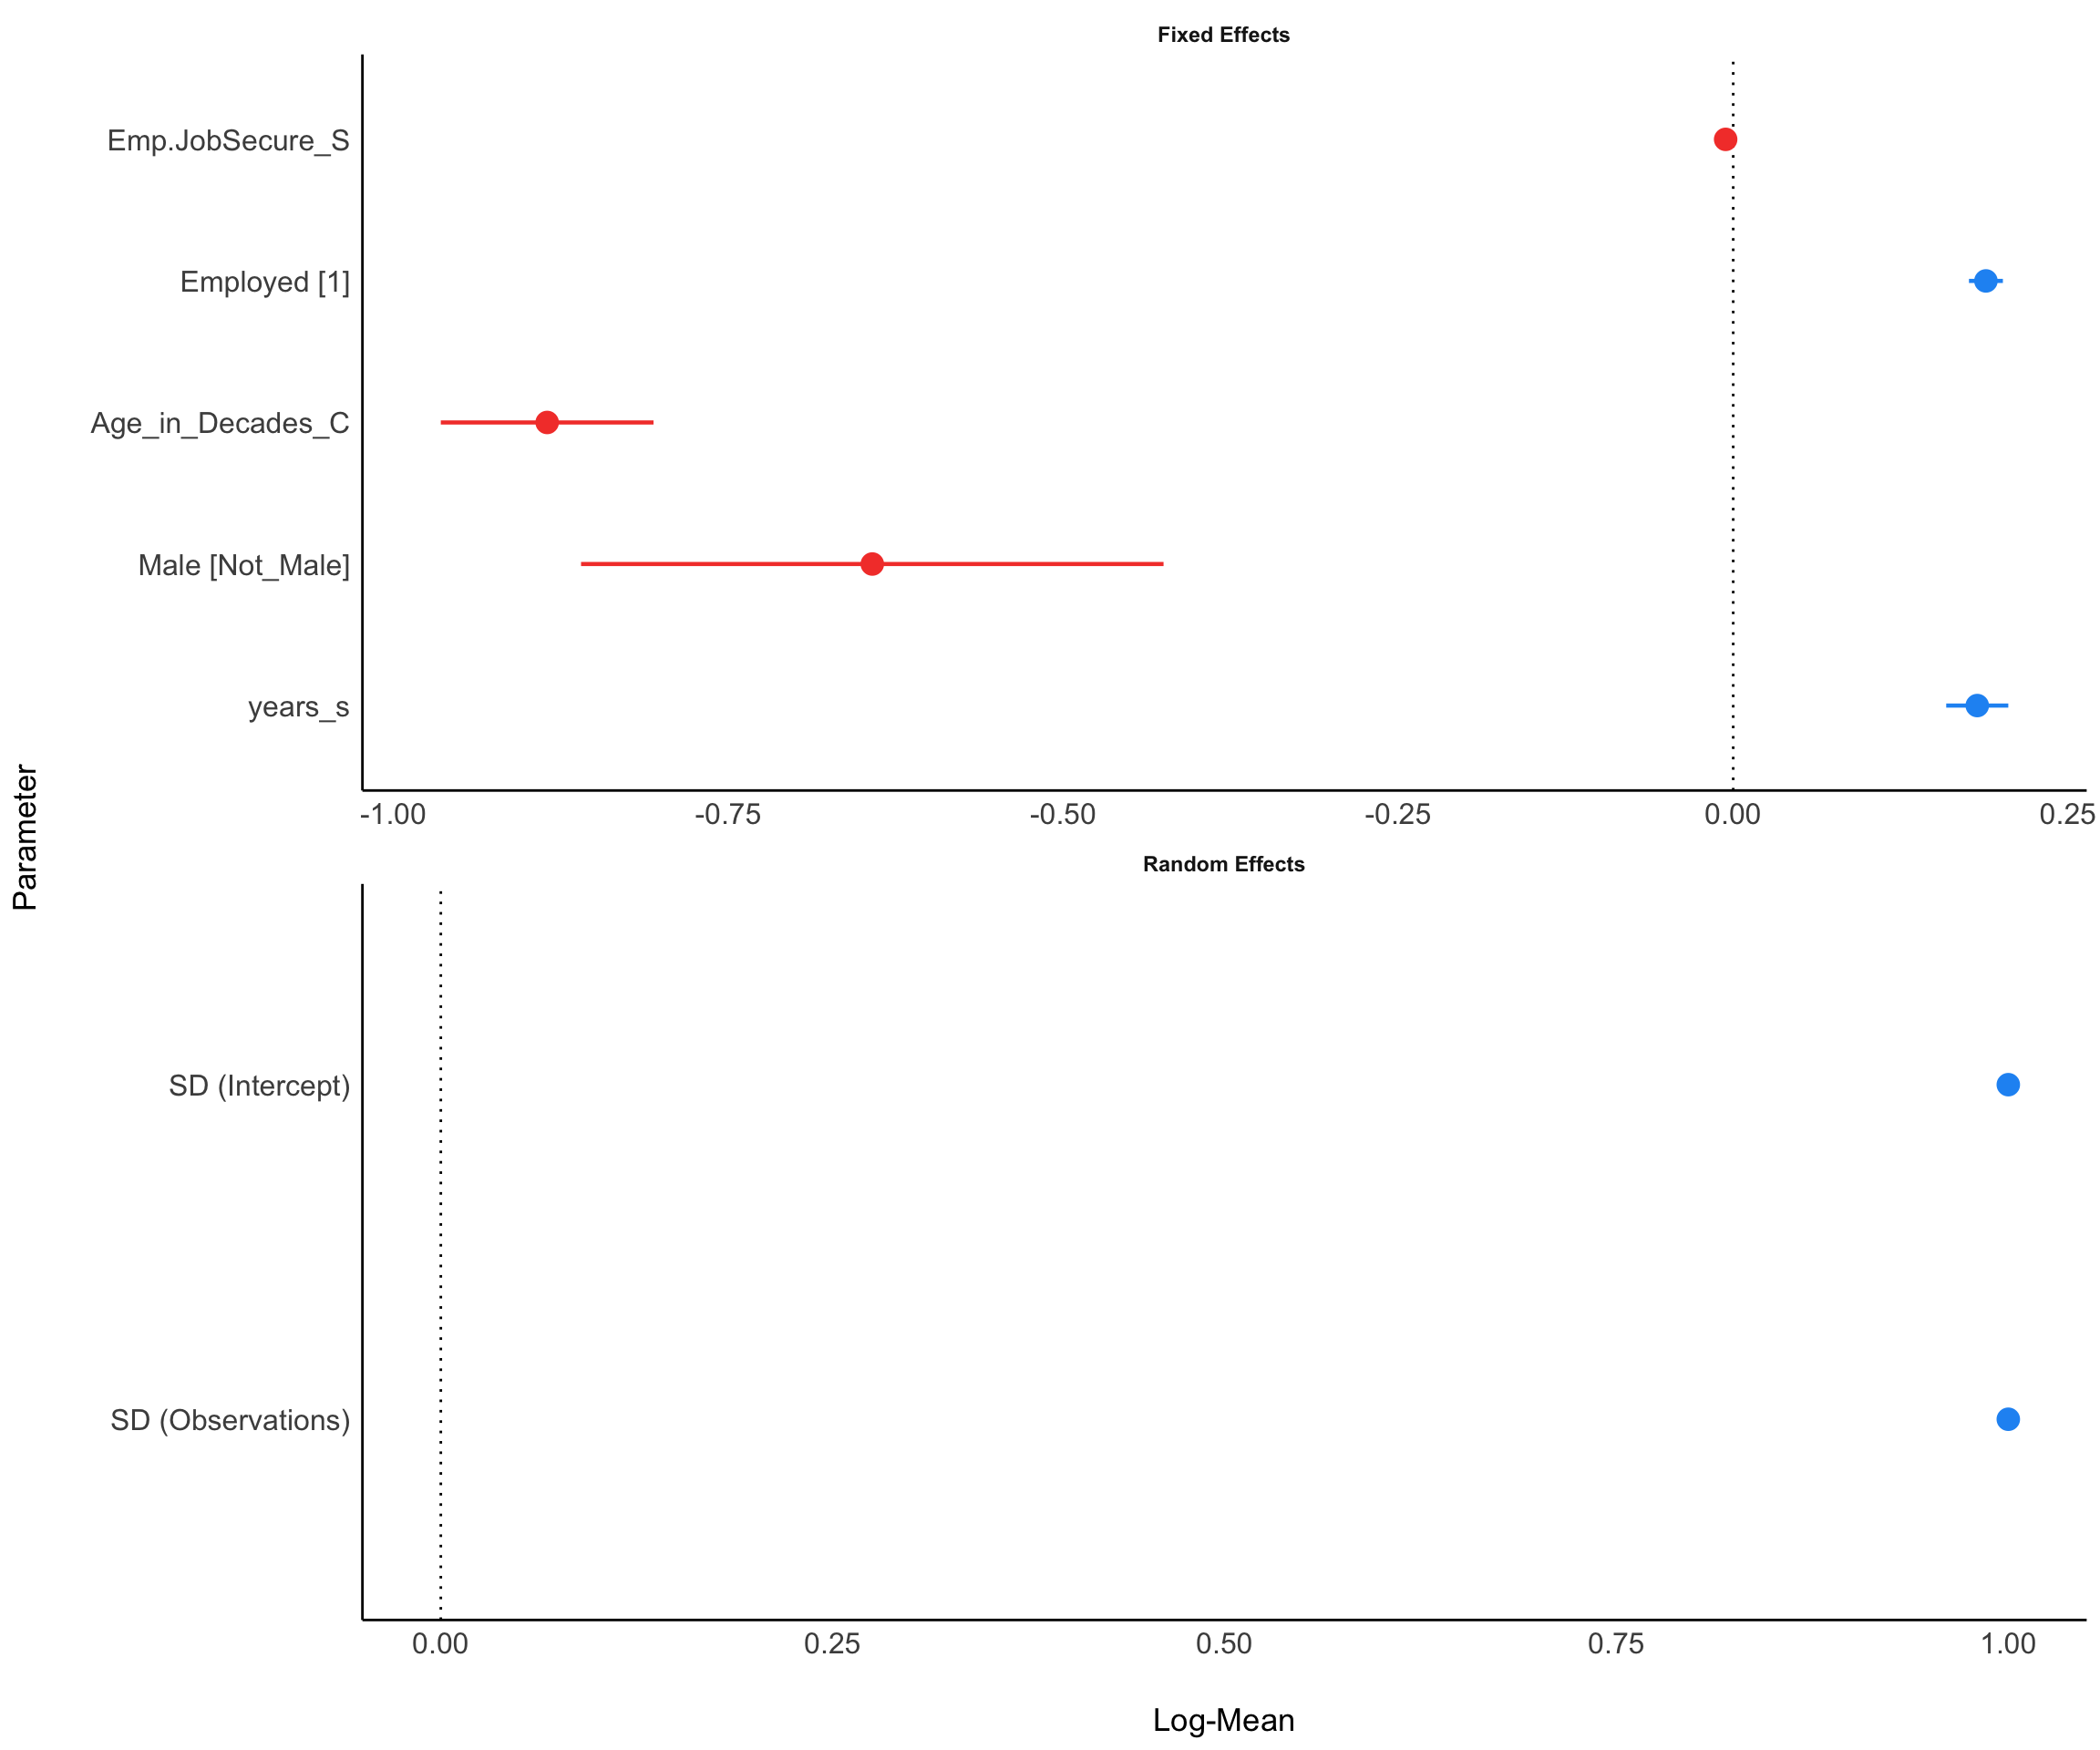 Fixed Effects
Emp.JobSecure_S
Employed [1]
Age_in_Decades_C
Male [Not_Male]
years_s
-1.00 -0.75 -0.50 -0.25 0.00 0.25
Parameter
Random Effects
SD (Intercept)
SD (Observations)
0.00 0.25 0.50 0.75 1.00
Log-Mean